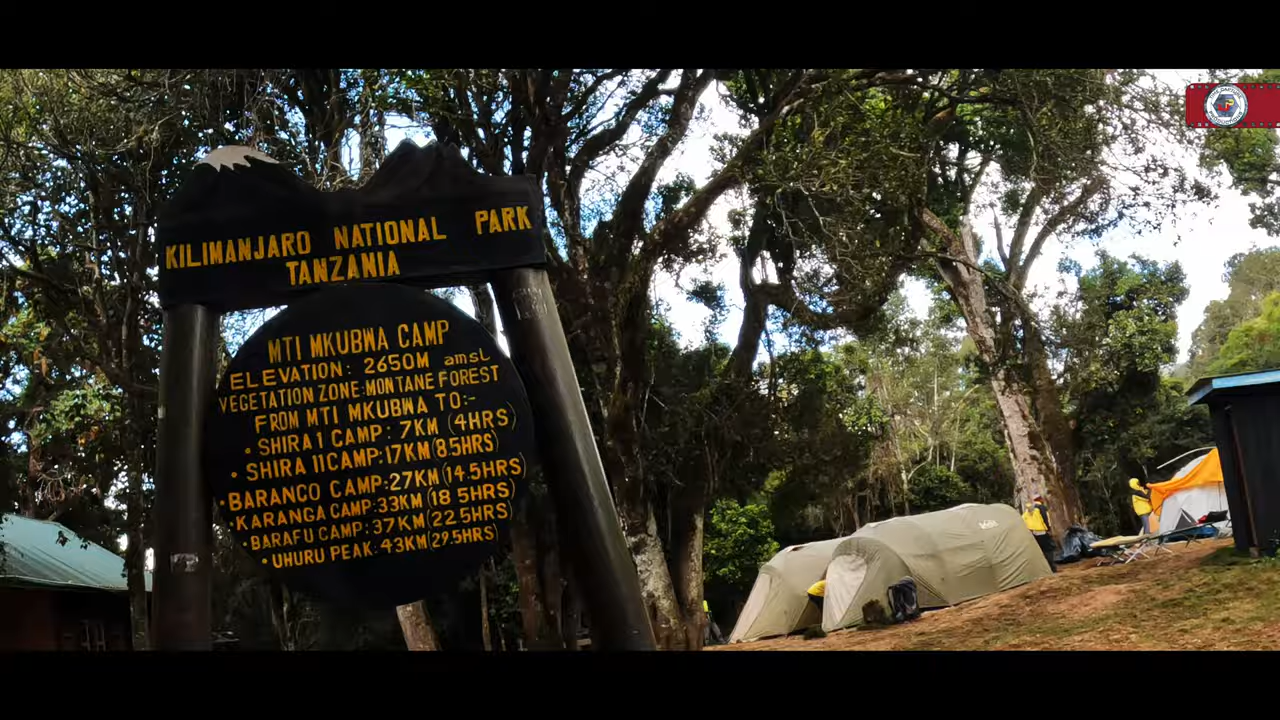 KILIMANJARO NATIONAL PARK
TANZANIA
MTI MKUBWA CAMP
ELEVATION: 2650M amsl
VEGETATION ZONE:MONTANE FOREST
FROM MTI MKUBWA TO:-
• SHIRA 1 CAMP: 7KM (4HRS)
• SHIRA 11 CAMP: 17KM (8.5HRS)
• BARANCO CAMP: 27KM (14.5HRS)
• KARANGA CAMP: 33KM (18 5HRS)
• BARAFU CAMP: 37KM (22.5HRS)
• UHURU PEAK: 43KM (29.5HRS)